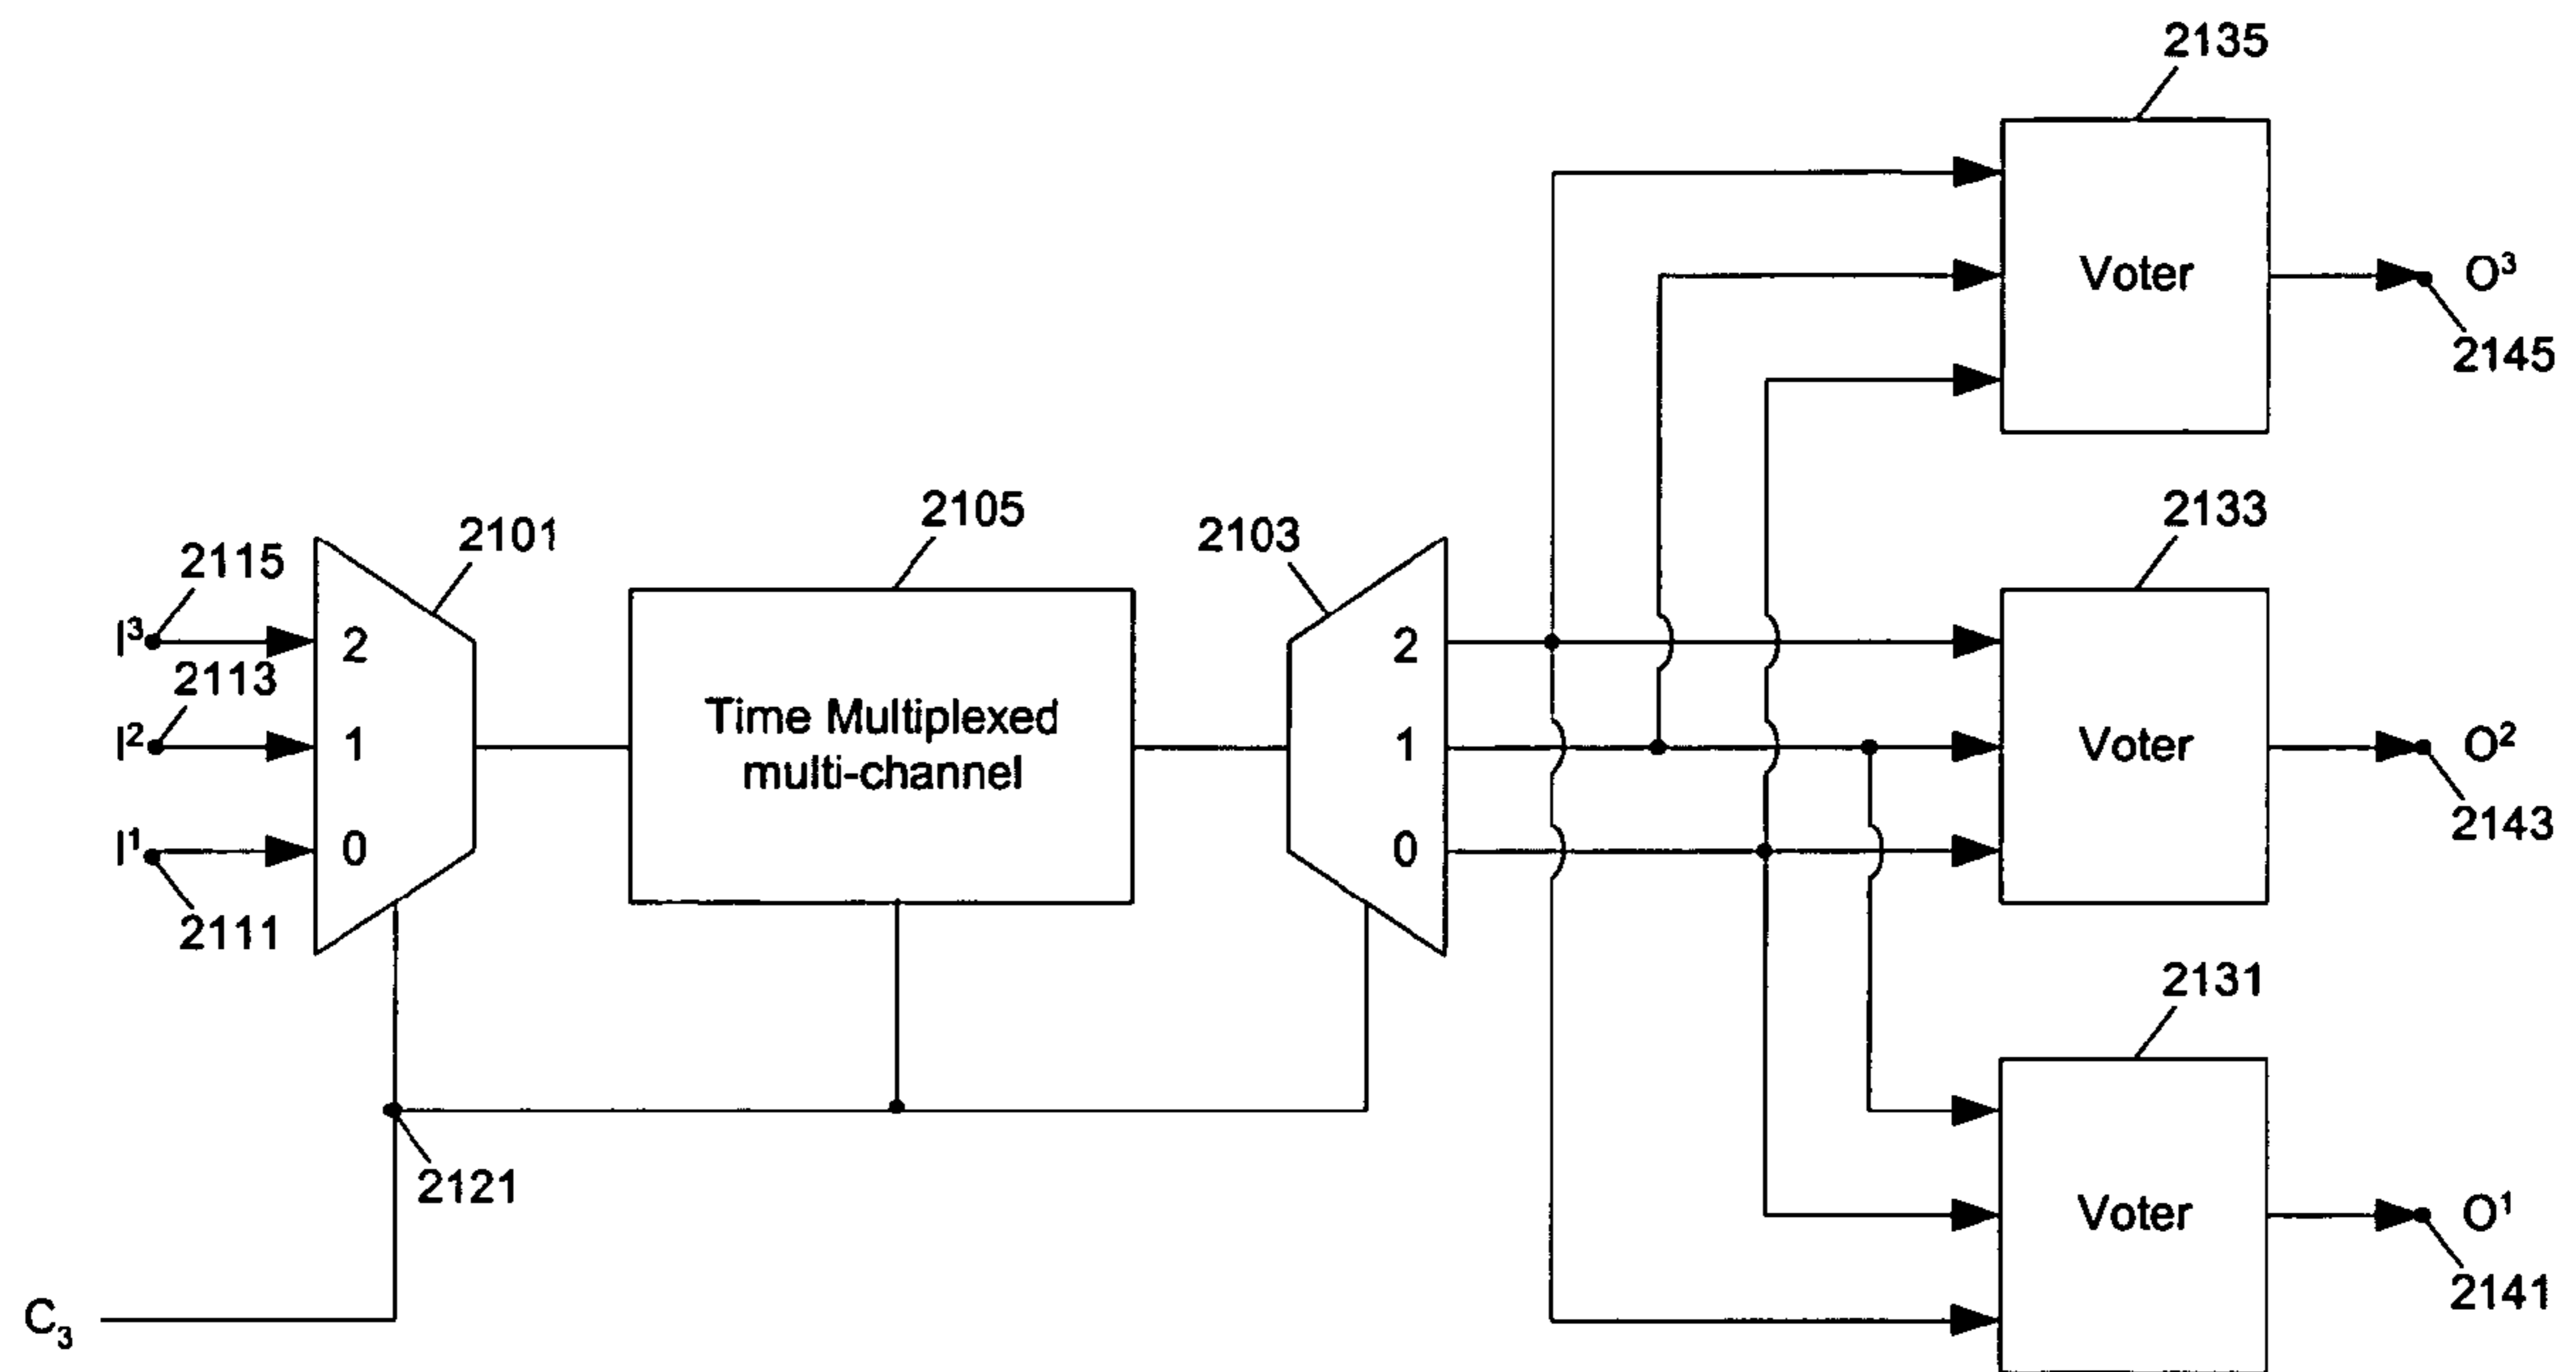 2135
Voter
O³
2145
2105
2133
2101
2103
2115
I³
2
2
2113
I²
1
Time Multiplexed
multi-channel
1
Voter
O²
I¹
0
0
2143
2111
2131
2121
Voter
O¹
2141
C₃